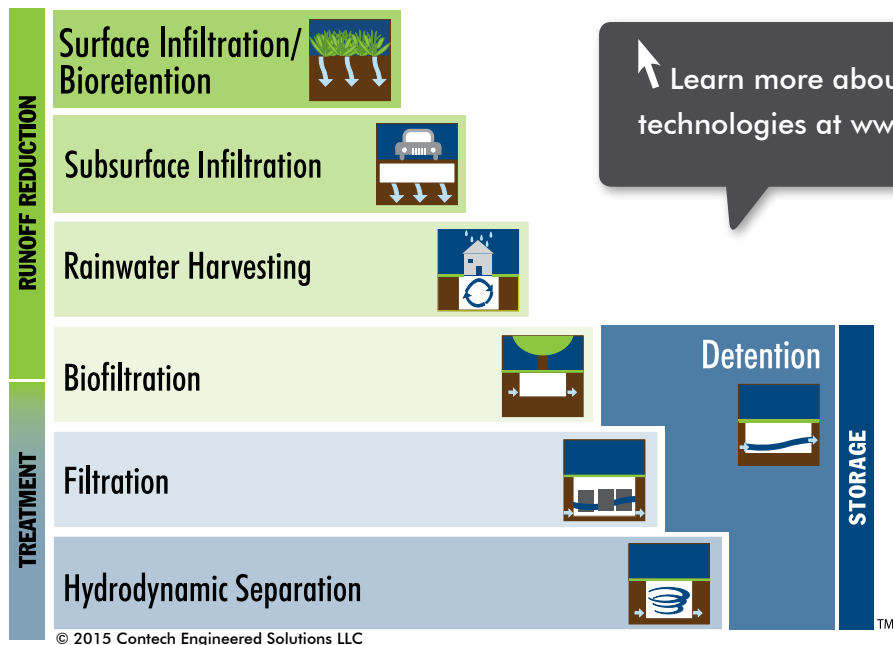 RUNOFF REDUCTION
Surface Infiltration/
Bioretention
Subsurface Infiltration
Rainwater Harvesting
Biofiltration
TREATMENT
Filtration
Hydrodynamic Separation
Learn more abou
technologies at ww
Detention
STORAGE
TM
© 2015 Contech Engineered Solutions LLC